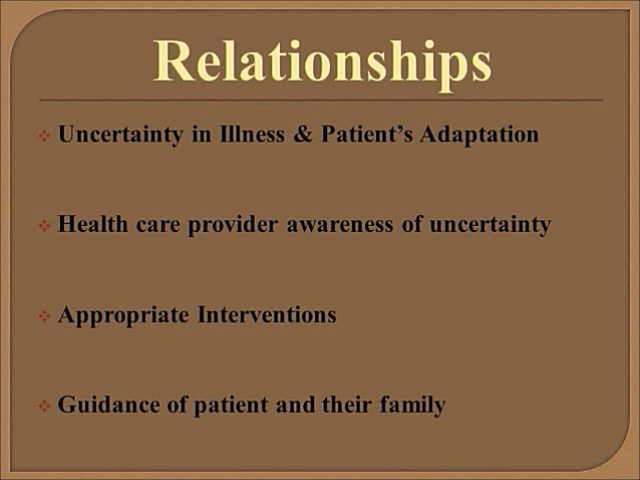 Relationships
Uncertainty in Illness & Patient’s Adaptation
Health care provider awareness of uncertainty
Appropriate Interventions
Guidance of patient and their family